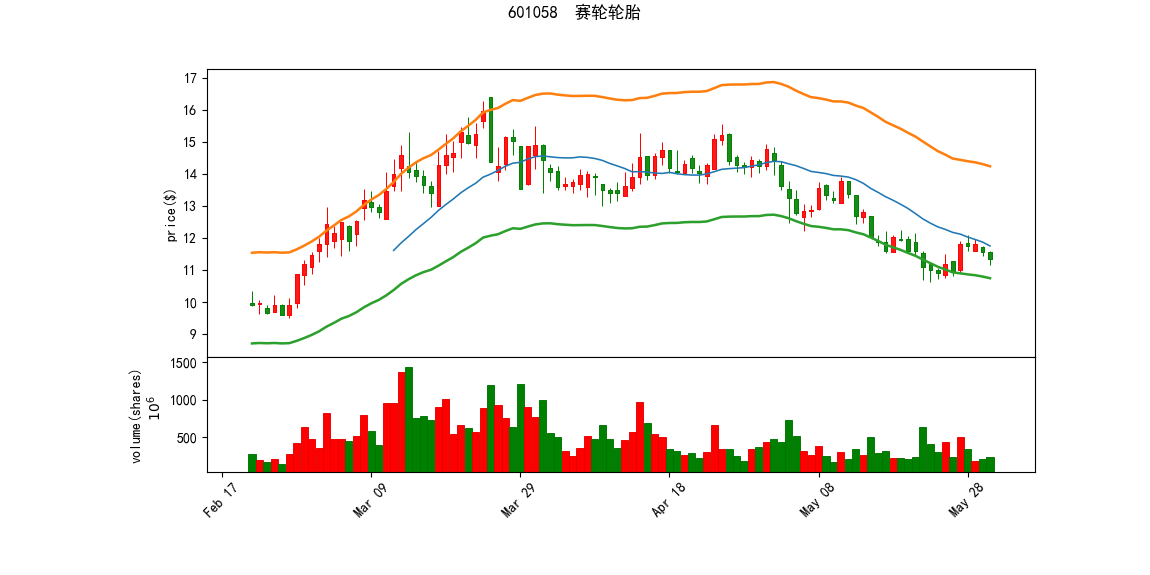 601058 赛轮轮胎
17
16
15
14
13
12
11
10
9
price($)
1500
1000
500
volume(shares)
10^6
Feb 17
Mar 09
Mar 29
Apr 18
May 08
May 28